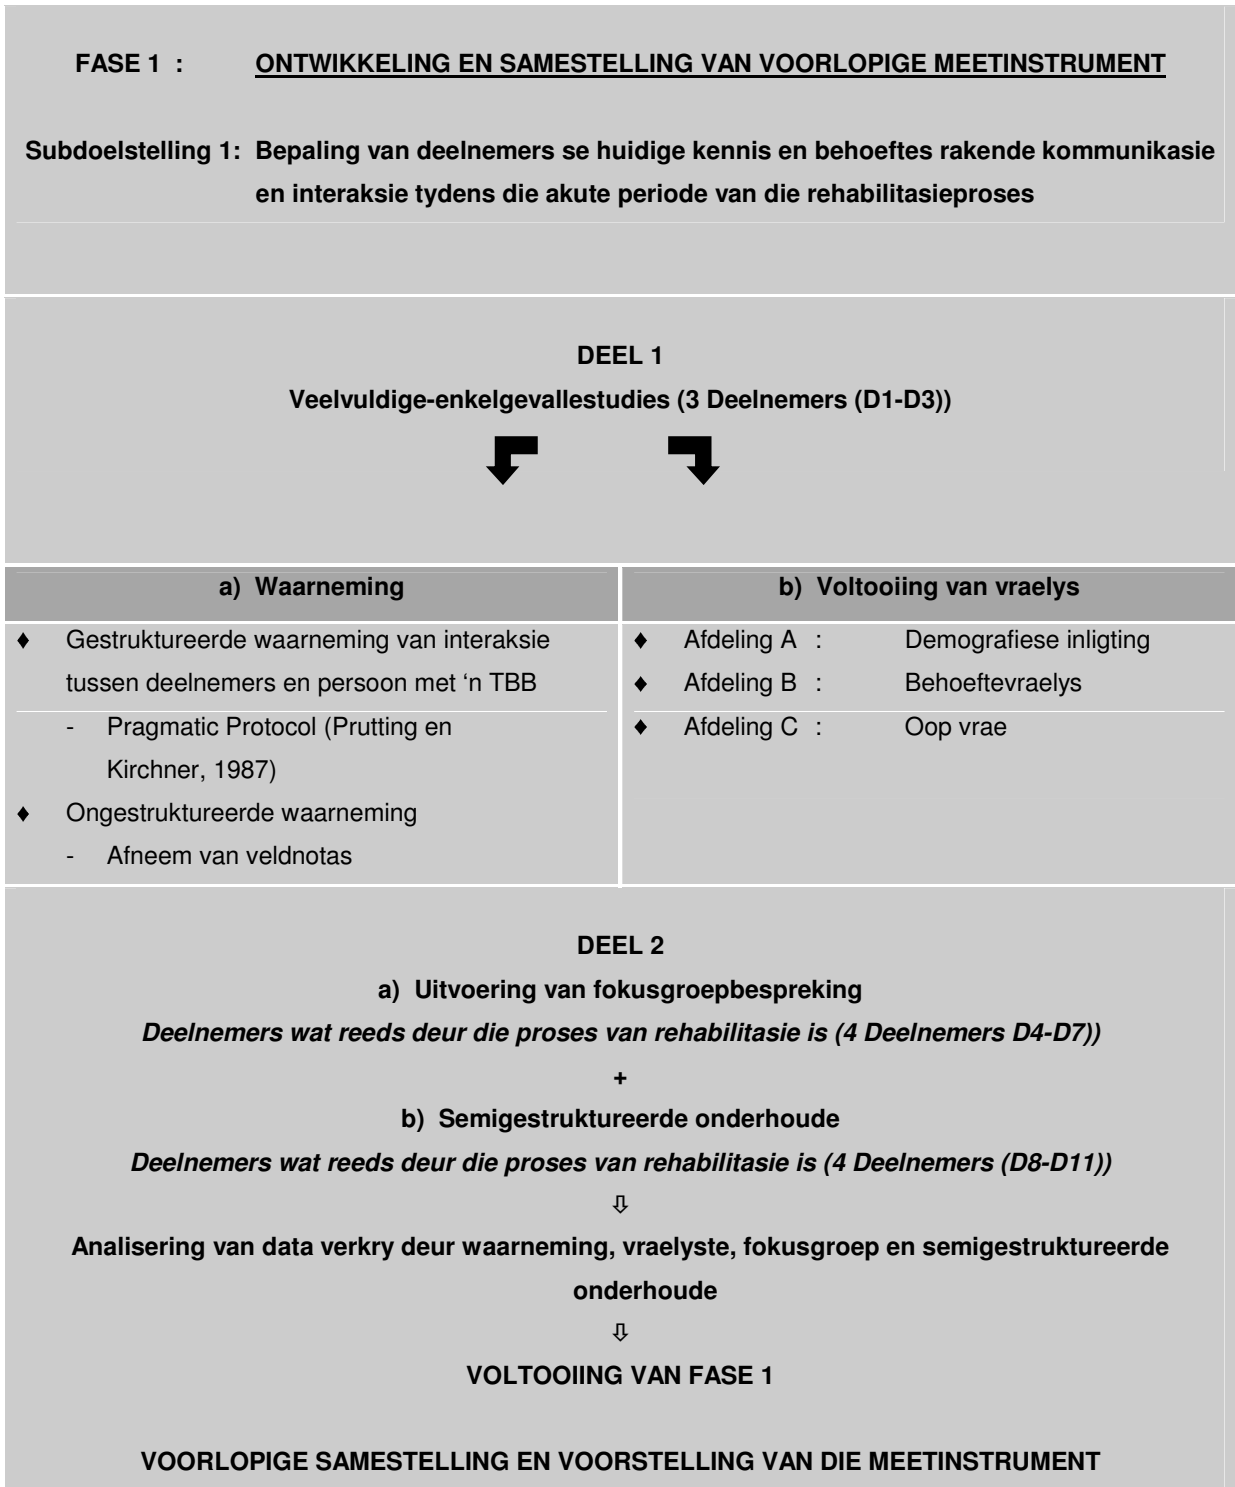 FASE 1 : ONTWIKKELING EN SAMESTELLING VAN VOORLOPIGE MEETINSTRUMENT
Subdoelstelling 1: Bepaling van deelnemers se huidige kennis en behoeftes rakende kommunikasie
en interaksie tydens die akute periode van die rehabilitasieproses
DEEL 1
Veelvuldige-enkelgevallestudies (3 Deelnemers (D1-D3))
a) Waarneming
♦ Gestruktureerde waarneming van interaksie
tussen deelnemers en persoon met ‘n TBB
- Pragmatic Protocol (Prutting en
Kirchner, 1987)
♦ Ongestruktureerde waarneming
- Afneem van veldnotas
b) Voltooiing van vraelys
♦ Afdeling A : Demografiese inligting
♦ Afdeling B : Behoeftevraelys
♦ Afdeling C : Oop vrae
DEEL 2
a) Uitvoering van fokusgroepbespreking
Deelnemers wat reeds deur die proses van rehabilitasie is (4 Deelnemers D4-D7))
+
b) Semigestruktureerde onderhoude
Deelnemers wat reeds deur die proses van rehabilitasie is (4 Deelnemers (D8-D11))
⇩
Analisering van data verkry deur waarneming, vraelyste, fokusgroep en semigestruktureerde
onderhoude
⇩
VOLTOOIING VAN FASE 1
VOORLOPIGE SAMESTELLING EN VOORSTELLING VAN DIE MEETINSTRUMENT